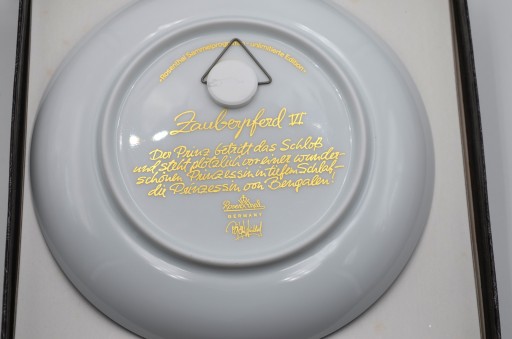 Zauberpferd VII
Der Prinz betritt das Schloß
und steht plötzlich vor einer wunder-
schönen Prinzessin in tiefem Schlaf-
die Prinzessin von Bengalen!
Rosenthal
GERMANY